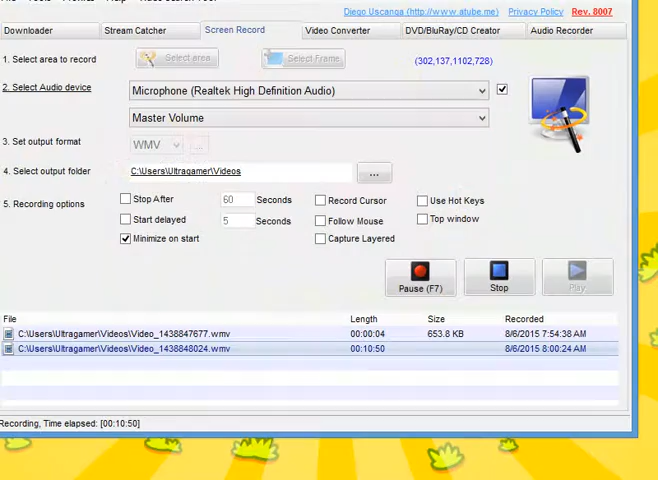 Diego Uscanga (http://www.atube.me) Privacy Policy Rev. 8007
Downloader Stream Catcher Screen Record Video Converter DVD/BluRay/CD Creator Audio Recorder
1. Select area to record Select area Select Frame (302,137,1102,728)
2. Select Audio device Microphone (Realtek High Definition Audio)
Master Volume
3. Set output format WMV ...
4. Select output folder C:\Users\Ultragamer\Videos ...
5. Recording options Stop After 60 Seconds Record Cursor Use Hot Keys
Start delayed 5 Seconds Follow Mouse Top window
Minimize on start Capture Layered
Pause (F7) Stop Play
File Length Size Recorded
C:\Users\Ultragamer\Videos\Video_1438847677.wmv 00:00:04 653.8 KB 8/6/2015 7:54:38 AM
C:\Users\Ultragamer\Videos\Video_1438848024.wmv 00:10:50 8/6/2015 8:00:24 AM
Recording, Time elapsed: [00:10:50]